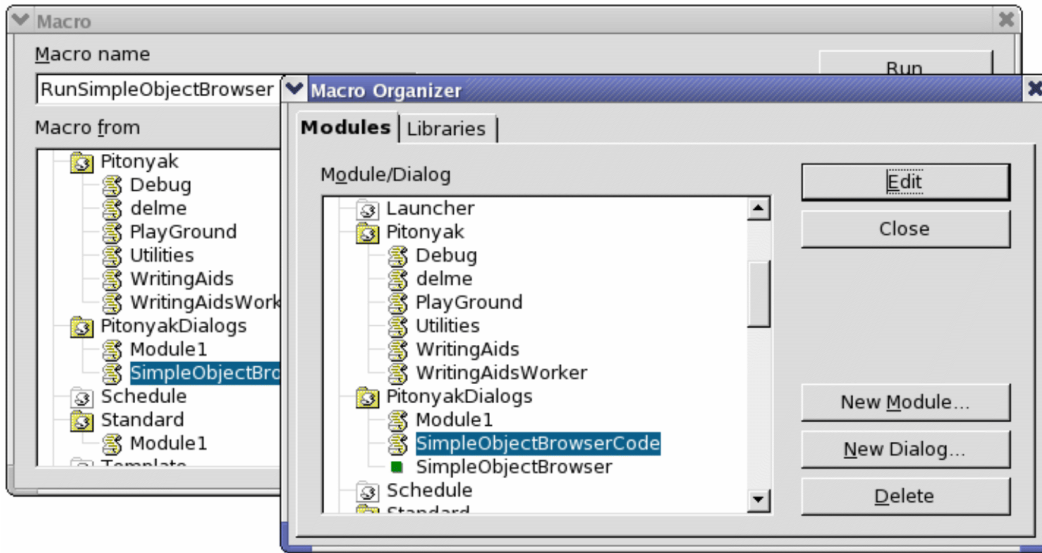 Macro
Macro name
Run
RunSimpleObjectBrowser
Macro from
Pitonyak
Debug
delme
PlayGround
Utilities
WritingAids
WritingAidsWork
PitonyakDialogs
Module1
SimpleObjectBro
Schedule
Standard
Module1
Template
Macro Organizer
Modules
Libraries
Module/Dialog
Launcher
Pitonyak
Debug
delme
PlayGround
Utilities
WritingAids
WritingAidsWorker
PitonyakDialogs
Module1
SimpleObjectBrowserCode
SimpleObjectBrowser
Schedule
Standard
Edit
Close
New Module...
New Dialog...
Delete